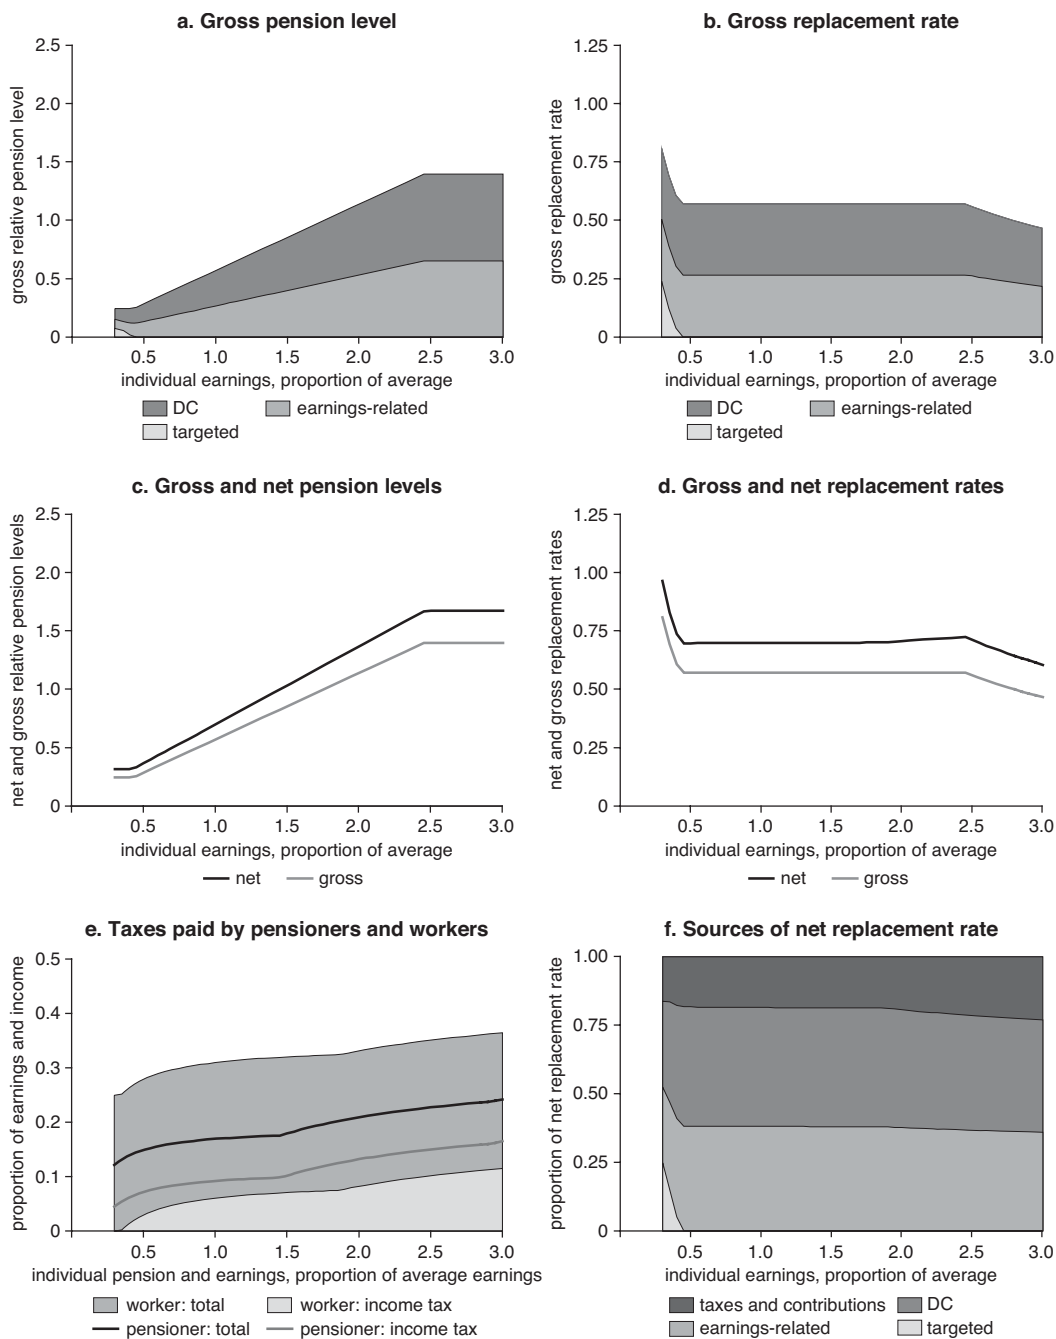 a. Gross pension level
gross relative pension level
2.5
2.0
1.5
1.0
0.5
0
0.5 1.0 1.5 2.0 2.5 3.0
individual earnings, proportion of average
DC earnings-related
targeted
b. Gross replacement rate
gross replacement rate
1.25
1.00
0.75
0.50
0.25
0
0.5 1.0 1.5 2.0 2.5 3.0
individual earnings, proportion of average
DC earnings-related
targeted
c. Gross and net pension levels
net and gross relative pension levels
2.5
2.0
1.5
1.0
0.5
0
0.5 1.0 1.5 2.0 2.5 3.0
individual earnings, proportion of average
net gross
d. Gross and net replacement rates
net and gross replacement rates
1.25
1.00
0.75
0.50
0.25
0
0.5 1.0 1.5 2.0 2.5 3.0
individual earnings, proportion of average
net gross
e. Taxes paid by pensioners and workers
proportion of earnings and income
0.5
0.4
0.3
0.2
0.1
0
0.5 1.0 1.5 2.0 2.5 3.0
individual pension and earnings, proportion of average earnings
worker: total worker: income tax
pensioner: total pensioner: income tax
f. Sources of net replacement rate
proportion of net replacement rate
1.00
0.75
0.50
0.25
0
0.5 1.0 1.5 2.0 2.5 3.0
individual earnings, proportion of average
taxes and contributions DC
earnings-related targeted